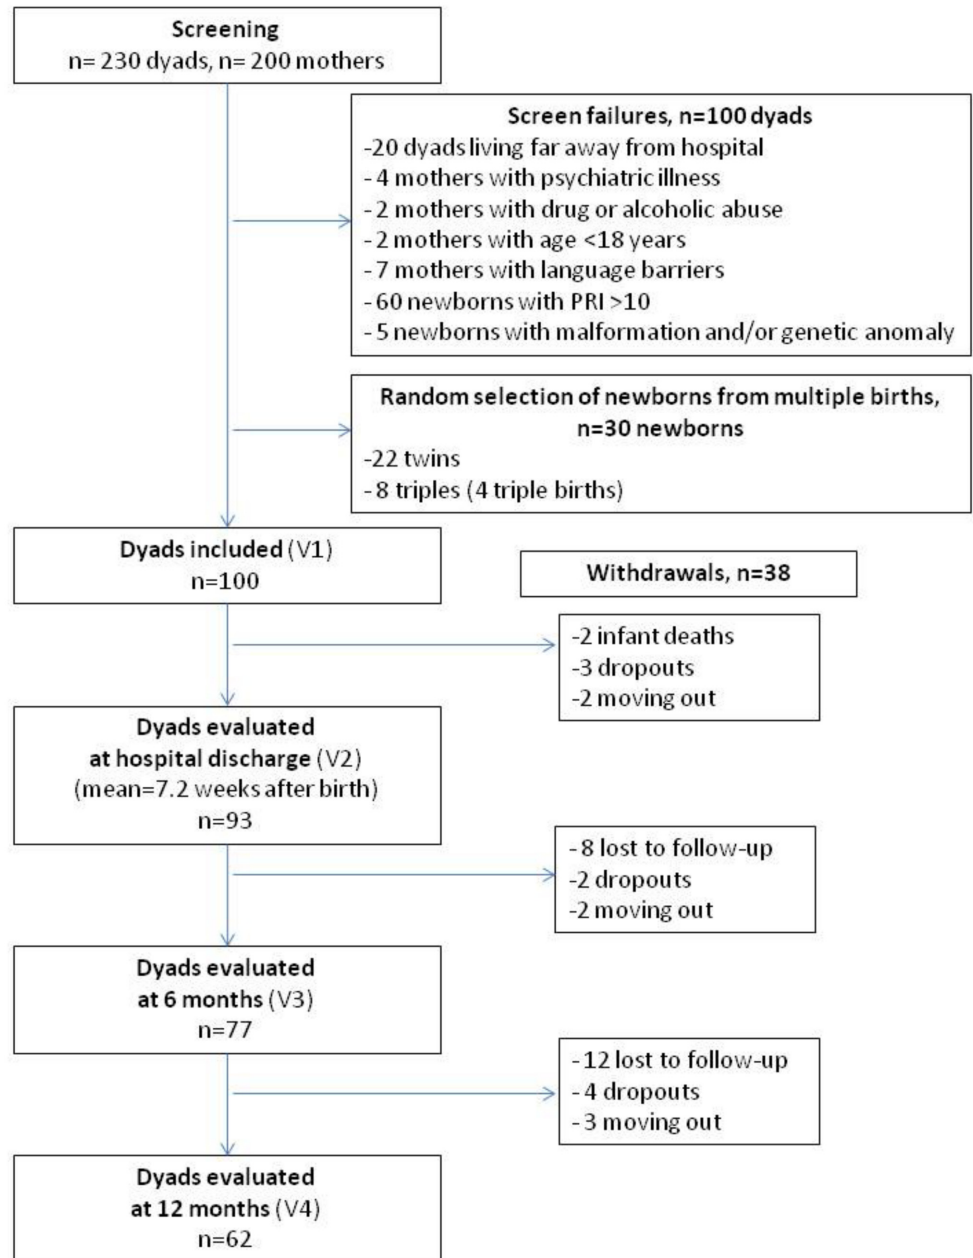 Screening
n= 230 dyads, n= 200 mothers
Screen failures, n=100 dyads
-20 dyads living far away from hospital
- 4 mothers with psychiatric illness
- 2 mothers with drug or alcoholic abuse
- 2 mothers with age <18 years
- 7 mothers with language barriers
- 60 newborns with PRI >10
- 5 newborns with malformation and/or genetic anomaly
Random selection of newborns from multiple births,
n=30 newborns
-22 twins
- 8 triples (4 triple births)
Dyads included (V1)
n=100
Withdrawals, n=38
-2 infant deaths
-3 dropouts
-2 moving out
Dyads evaluated
at hospital discharge (V2)
(mean=7.2 weeks after birth)
n=93
- 8 lost to follow-up
-2 dropouts
-2 moving out
Dyads evaluated
at 6 months (V3)
n=77
- 12 lost to follow-up
- 4 dropouts
- 3 moving out
Dyads evaluated
at 12 months (V4)
n=62